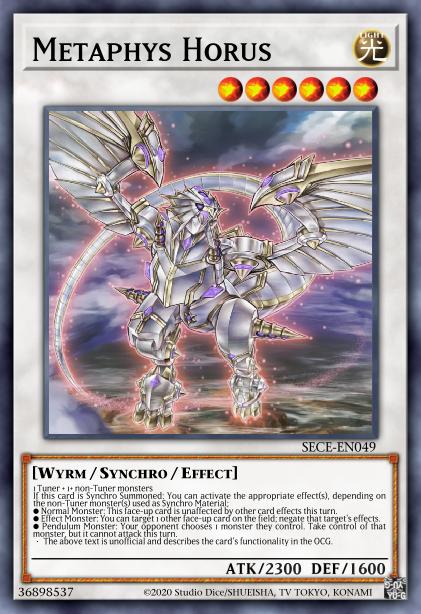 METAPHYS HORUS
LIGHT
光
SECE-EN049
[WYRM / SYNCHRO / EFFECT]
1 Tuner + 1+ non-Tuner monsters
If this card is Synchro Summoned: You can activate the appropriate effect(s), depending on
the non-Tuner monster(s) used as Synchro Material;
● Normal Monster: This face-up card is unaffected by other card effects this turn.
● Effect Monster: You can target 1 other face-up card on the field; negate that target's effects.
● Pendulum Monster: Your opponent chooses 1 monster they control. Take control of that
monster, but it cannot attack this turn.
· The above text is unofficial and describes the card's functionality in the OCG.
ATK/2300 DEF/1600
36898537
©2020 Studio Dice/SHUEISHA, TV TOKYO, KONAMI